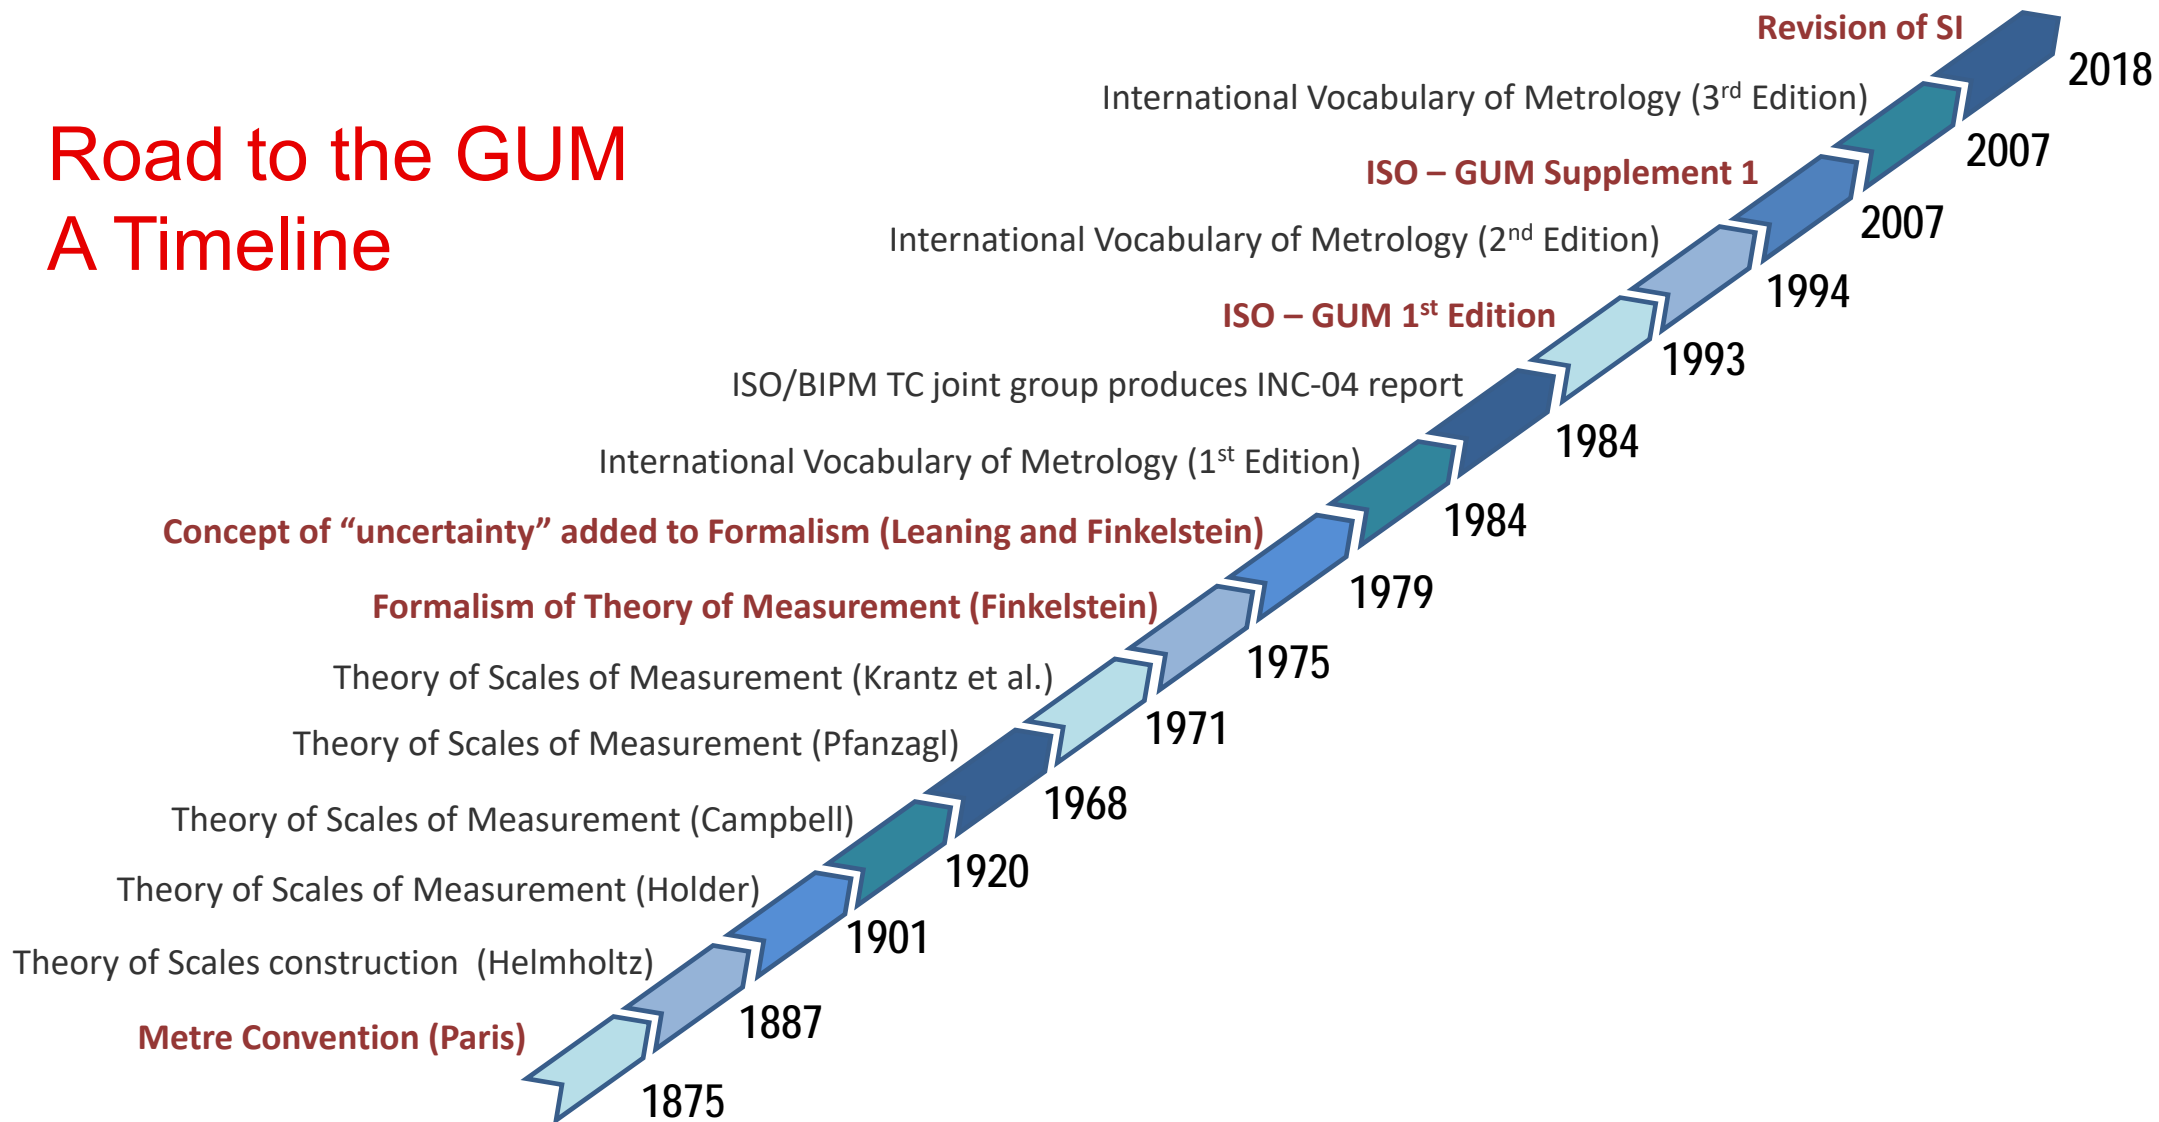 Road to the GUM
A Timeline
Revision of SI
2018
International Vocabulary of Metrology (3rd Edition)
2007
ISO – GUM Supplement 1
2007
International Vocabulary of Metrology (2nd Edition)
1994
ISO – GUM 1st Edition
1993
ISO/BIPM TC joint group produces INC-04 report
1984
International Vocabulary of Metrology (1st Edition)
1984
Concept of “uncertainty” added to Formalism (Leaning and Finkelstein)
1979
Formalism of Theory of Measurement (Finkelstein)
1975
Theory of Scales of Measurement (Krantz et al.)
1971
Theory of Scales of Measurement (Pfanzagl)
1968
Theory of Scales of Measurement (Campbell)
1920
Theory of Scales of Measurement (Holder)
1901
Theory of Scales construction  (Helmholtz)
1887
Metre Convention (Paris)
1875